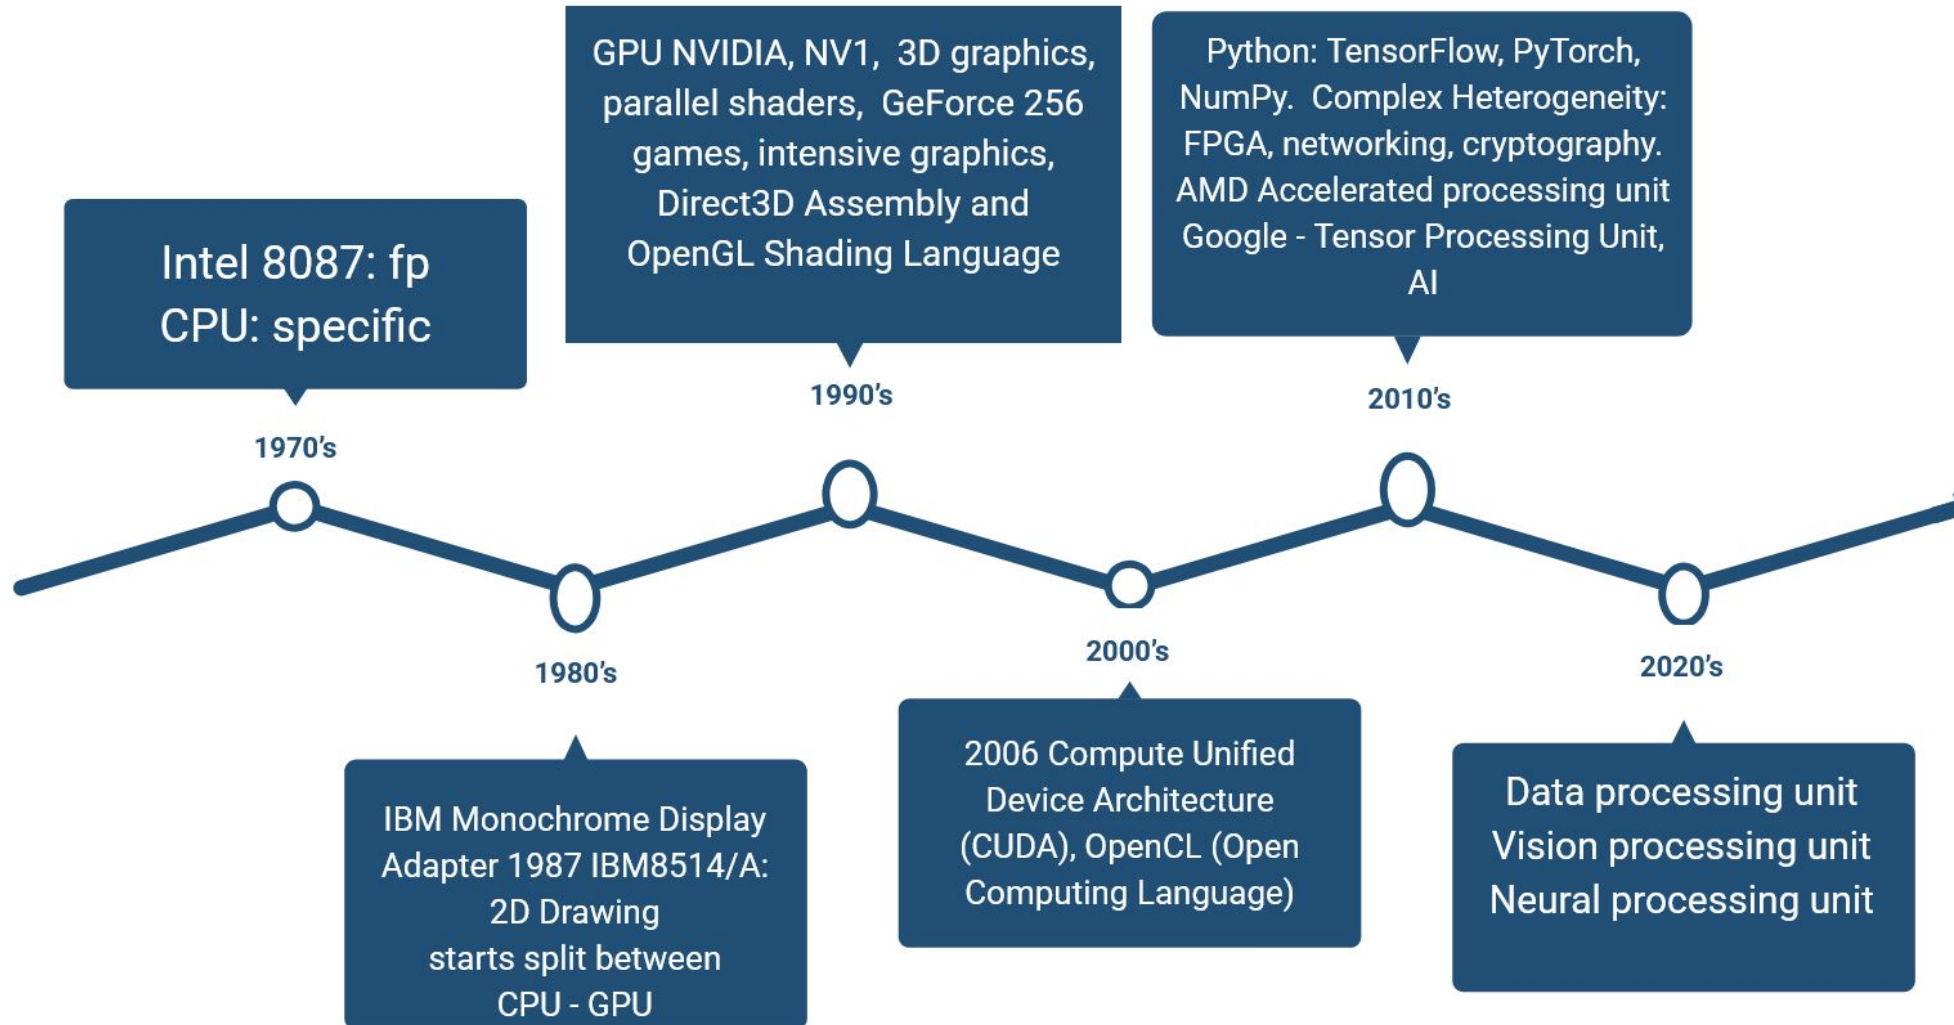 Intel 8087: fp
CPU: specific
1970’s
1980’s
IBM Monochrome Display
Adapter 1987 IBM8514/A:
2D Drawing
starts split between
CPU - GPU
GPU NVIDIA, NV1, 3D graphics,
parallel shaders, GeForce 256
games, intensive graphics,
Direct3D Assembly and
OpenGL Shading Language
1990’s
2000’s
2006 Compute Unified
Device Architecture
(CUDA), OpenCL (Open
Computing Language)
Python: TensorFlow, PyTorch,
NumPy. Complex Heterogeneity:
FPGA, networking, cryptography.
AMD Accelerated processing unit
Google - Tensor Processing Unit,
AI
2010’s
2020’s
Data processing unit
Vision processing unit
Neural processing unit